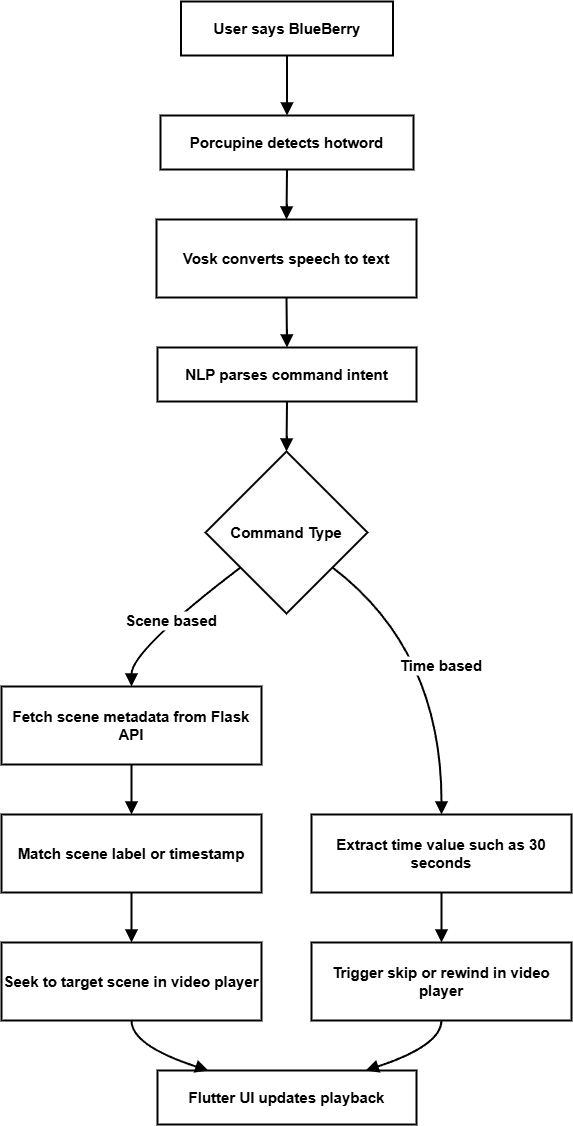 User says BlueBerry
Porcupine detects hotword
Vosk converts speech to text
NLP parses command intent
Command Type
Scene based
Time based
Fetch scene metadata from Flask
API
Match scene label or timestamp
Extract time value such as 30
seconds
Seek to target scene in video player
Trigger skip or rewind in video
player
Flutter UI updates playback